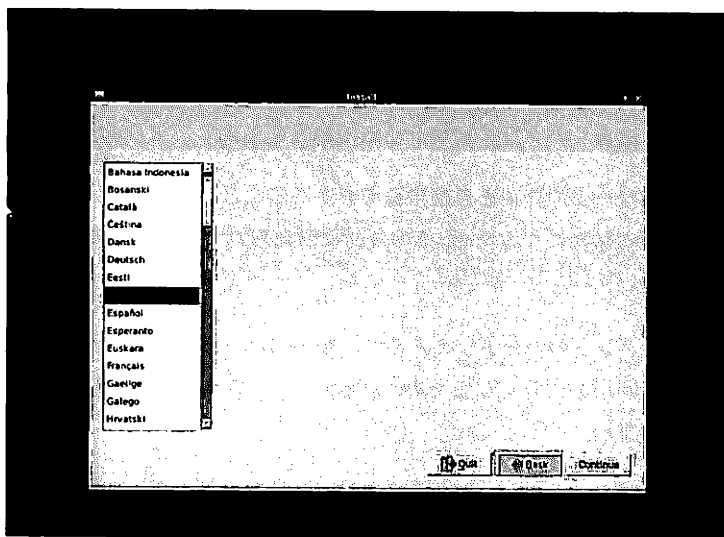 Install
Bahasa Indonesia
Bosanski
Català
Čeština
Dansk
Deutsch
Eesti
Español
Esperanto
Euskara
Français
Gaeilge
Galego
Hrvatski
Quit
Back
Continue